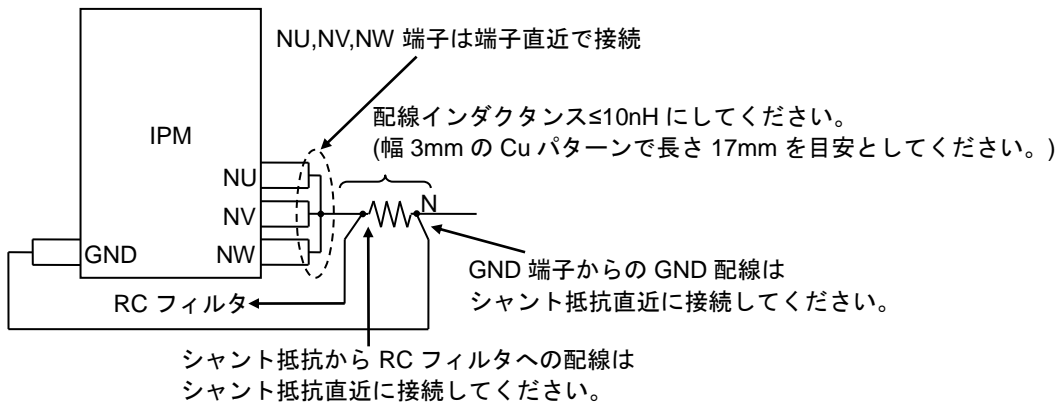 NU,NV,NW 端子は端子直近で接続
配線インダクタンス≤10nH にしてください。
(幅 3mm の Cu パターンで長さ 17mm を目安としてください。)
IPM
NU
N
NV
GND
NW
GND 端子からの GND 配線は
シャント抵抗直近に接続してください。
RC フィルタ
シャント抵抗から RC フィルタへの配線は
シャント抵抗直近に接続してください。